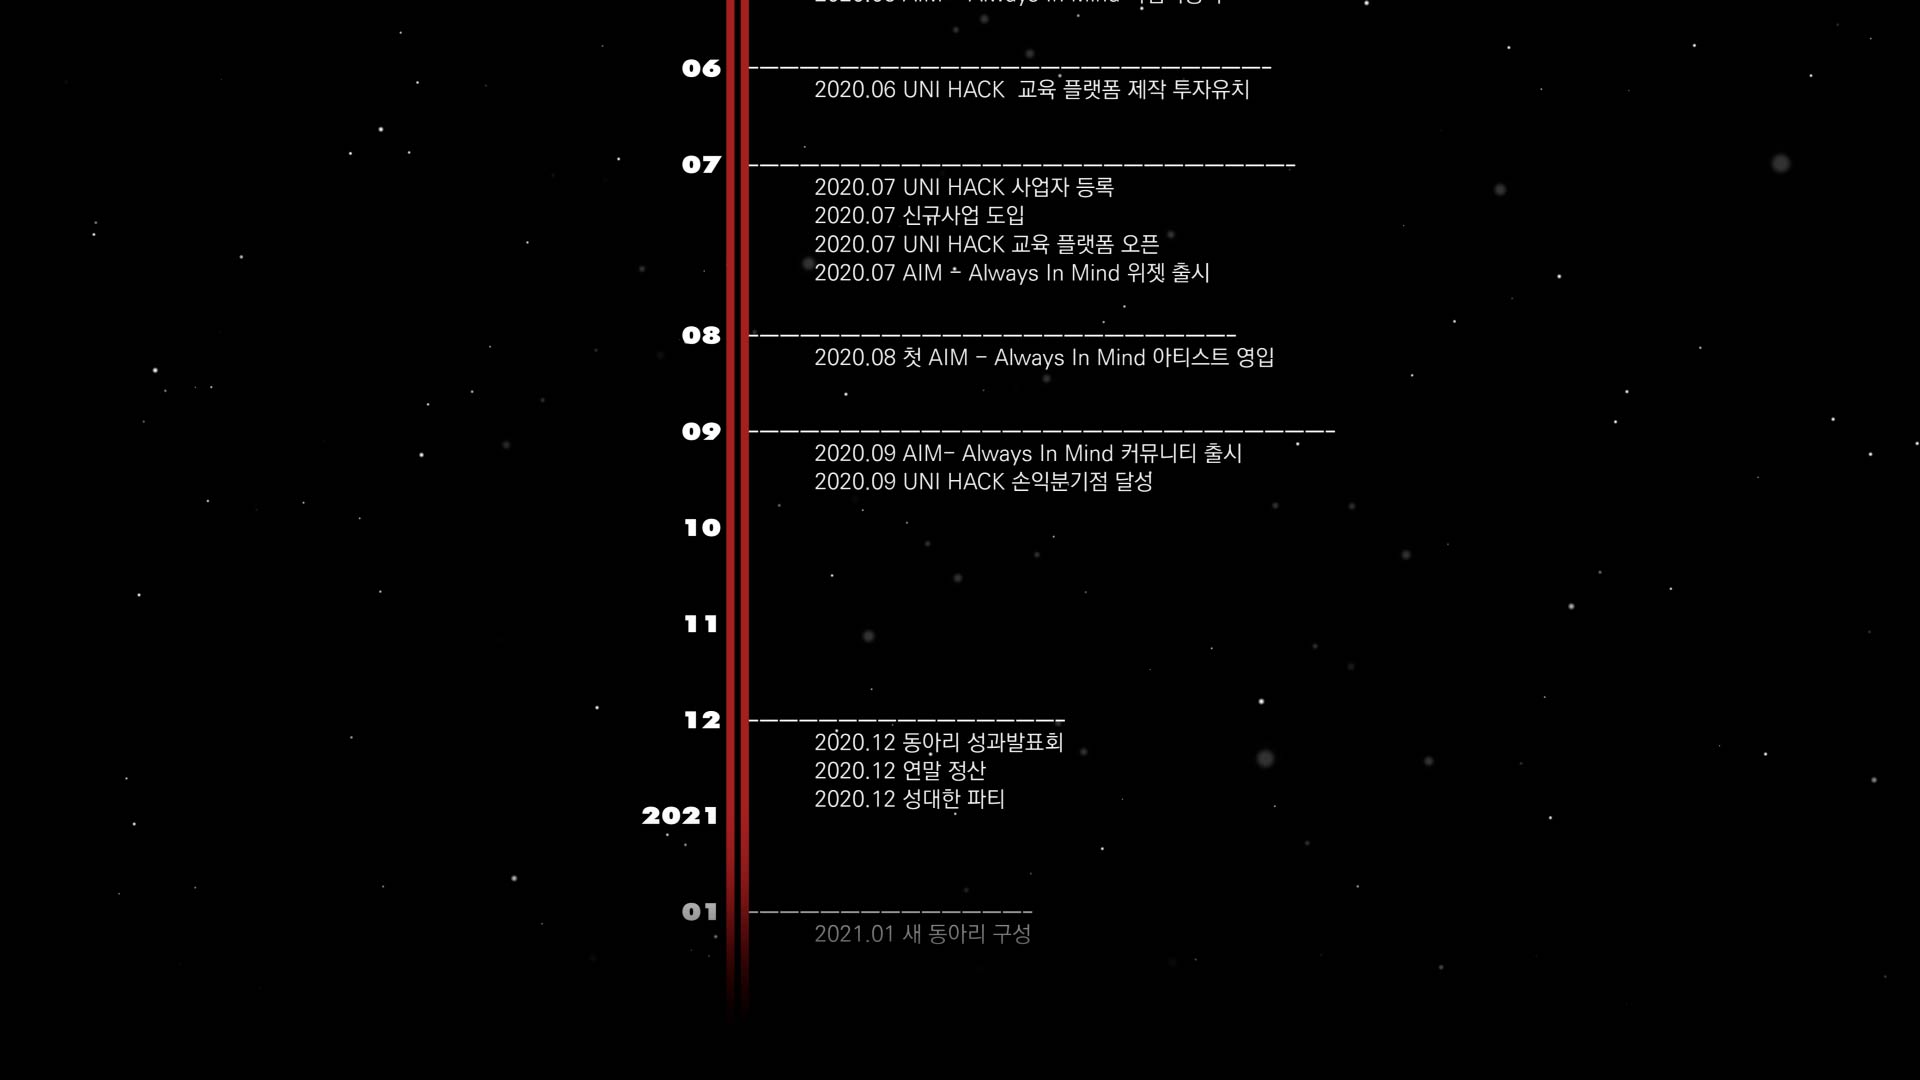 06
2020.06 UNI HACK  교육 플랫폼 제작 투자유치
07
2020.07 UNI HACK 사업자 등록
2020.07 신규사업 도입
2020.07 UNI HACK 교육 플랫폼 오픈
2020.07 AIM - Always In Mind 위젯 출시
08
2020.08 첫 AIM - Always In Mind 아티스트 영입
09
2020.09 AIM- Always In Mind 커뮤니티 출시
2020.09 UNI HACK 손익분기점 달성
10
11
12
2020.12 동아리 성과발표회
2020.12 연말 정산
2020.12 성대한 파티
2021
01
2021.01 새 동아리 구성